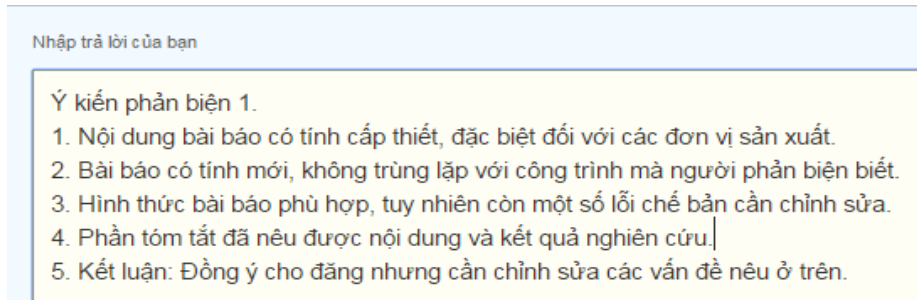 Nhập trả lời của bạn
Ý kiến phản biện 1.
1. Nội dung bài báo có tính cấp thiết, đặc biệt đối với các đơn vị sản xuất.
2. Bài báo có tính mới, không trùng lặp với công trình mà người phản biện biết.
3. Hình thức bài báo phù hợp, tuy nhiên còn một số lỗi chế bản cần chỉnh sửa.
4. Phần tóm tắt đã nêu được nội dung và kết quả nghiên cứu.
5. Kết luận: Đồng ý cho đăng nhưng cần chỉnh sửa các vấn đề nêu ở trên.